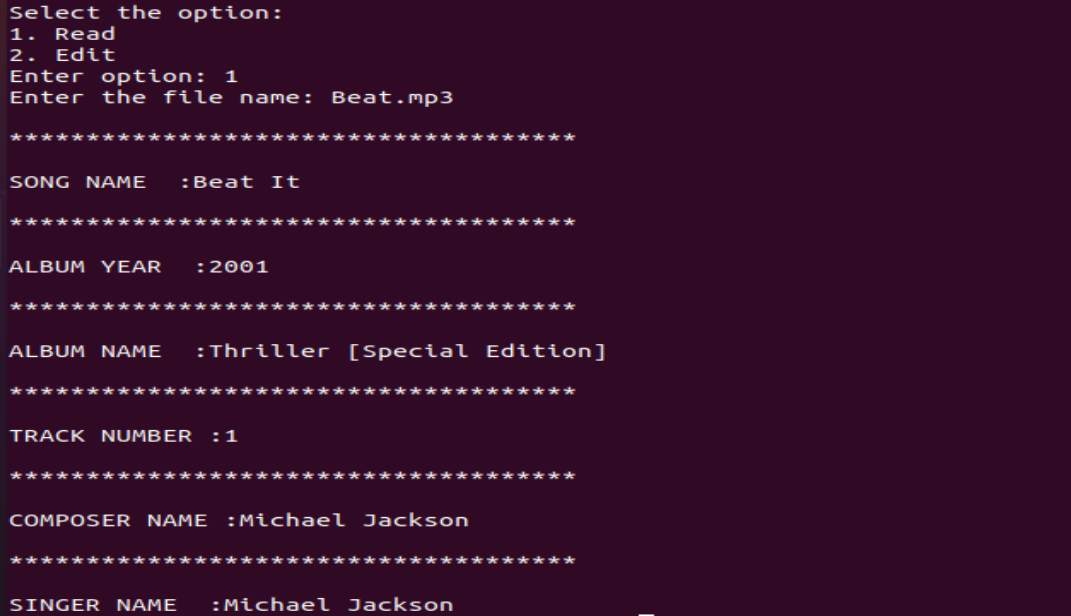 Select the option:
1. Read
2. Edit
Enter option: 1
Enter the file name: Beat.mp3
*************************************
SONG NAME  :Beat It
*************************************
ALBUM YEAR  :2001
*************************************
ALBUM NAME  :Thriller [Special Edition]
*************************************
TRACK NUMBER :1
*************************************
COMPOSER NAME :Michael Jackson
*************************************
SINGER NAME  :Michael Jackson